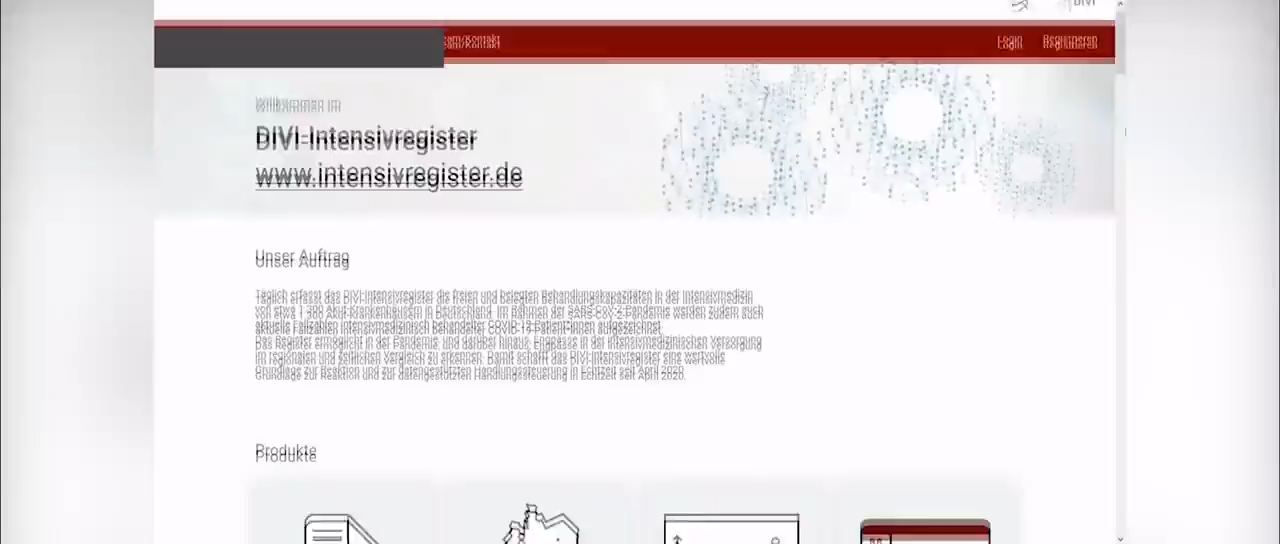 DIVI
Team/Kontakt
Login
Registrieren
Willkommen im
DIVI-Intensivregister
www.intensivregister.de
Unser Auftrag
Täglich erfasst das DIVI-Intensivregister die freien und belegten Behandlungskapazitäten in der Intensivmedizin
von etwa 1.300 Akut-Krankenhäusern in Deutschland. Im Rahmen der SARS-CoV-2-Pandemie werden zudem auch
aktuelle Fallzahlen intensivmedizinisch behandelter COVID-19-Patient*innen aufgezeichnet.
Das Register ermöglicht in der Pandemie, und darüber hinaus, Engpässe in der intensivmedizinischen Versorgung
im regionalen und zeitlichen Vergleich zu erkennen. Damit schafft das DIVI-Intensivregister eine wertvolle
Grundlage zur Reaktion und zur datengestützten Handlungssteuerung in Echtzeit seit April 2020.
Produkte